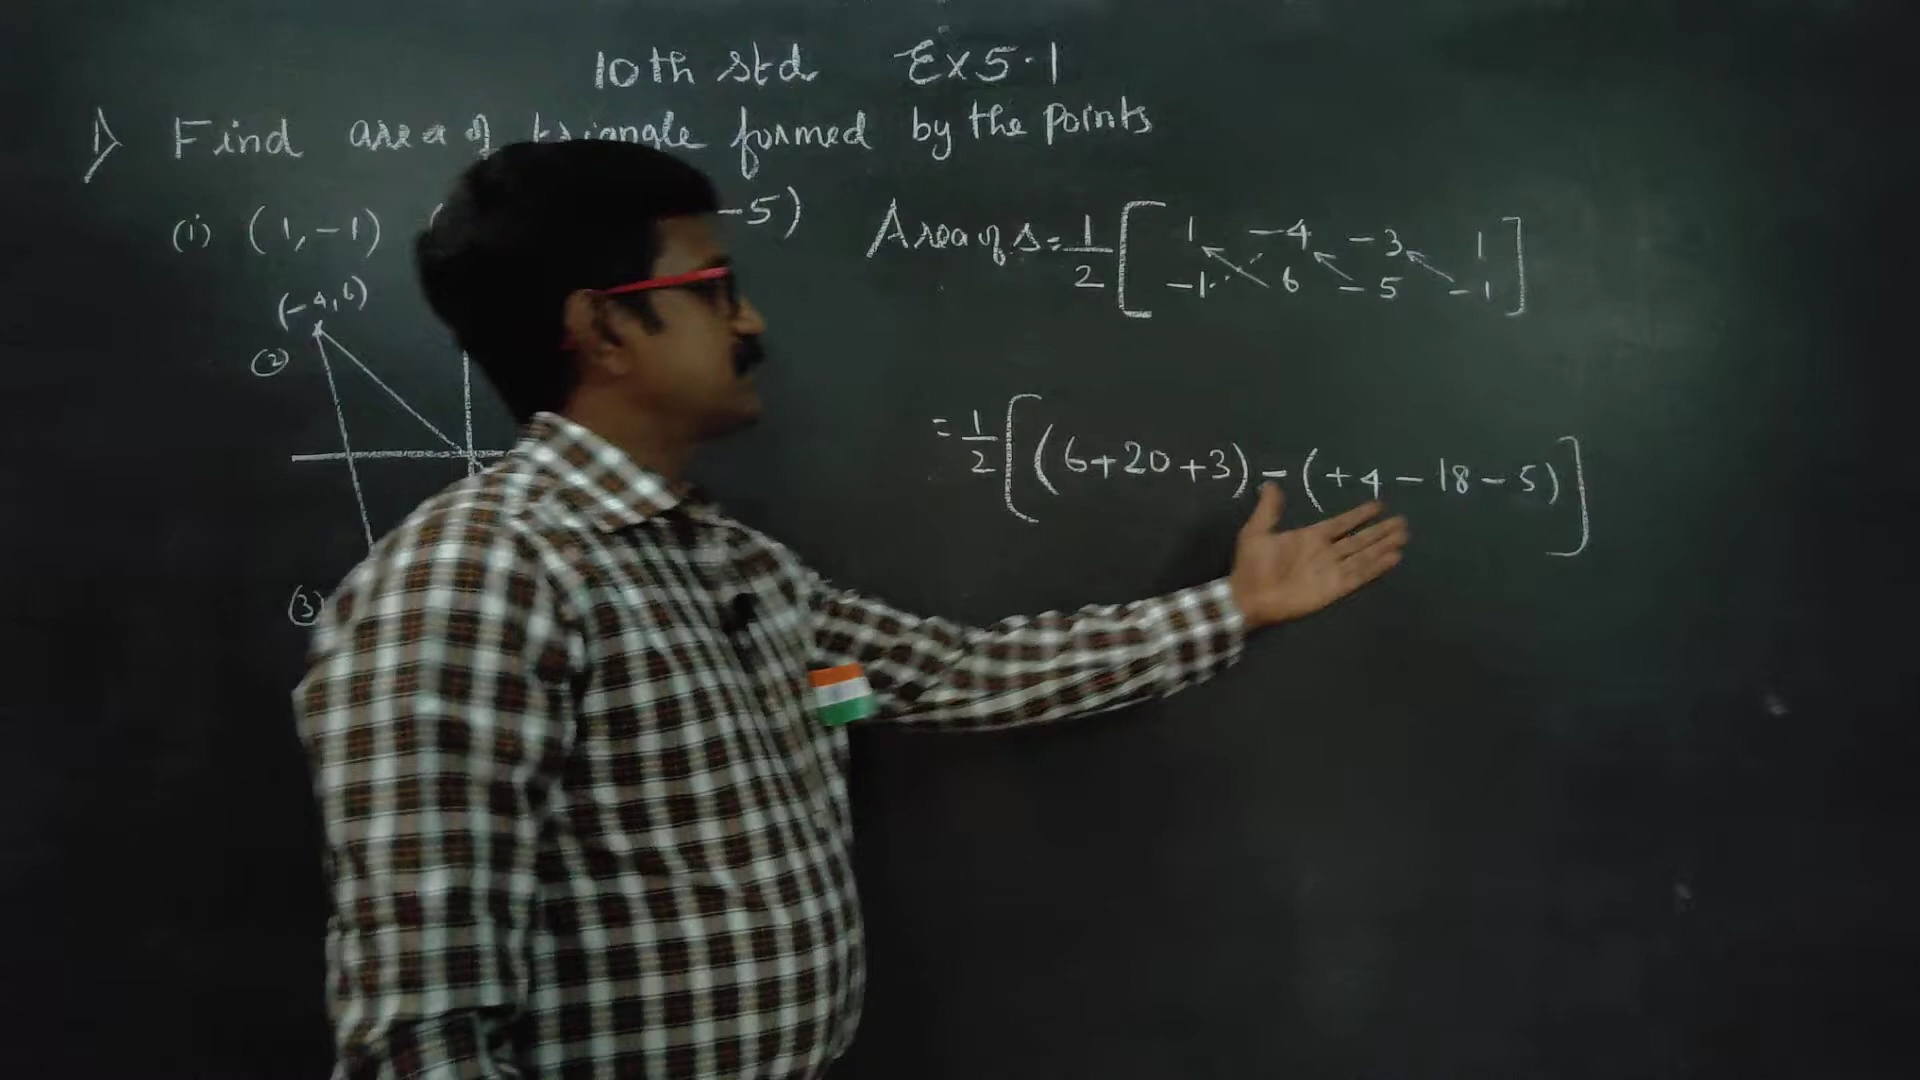 10th std Ex 5.1
1) Find area of triangle formed by the points
(i) (1, -1) ( -5)
Area of Δ = 1/2 [ 1 -4 -3 1
-1 6 -5 -1 ]
(-4, 6)
(2)
= 1/2 [ (6+20+3) - (+4-18-5) ]
(3)